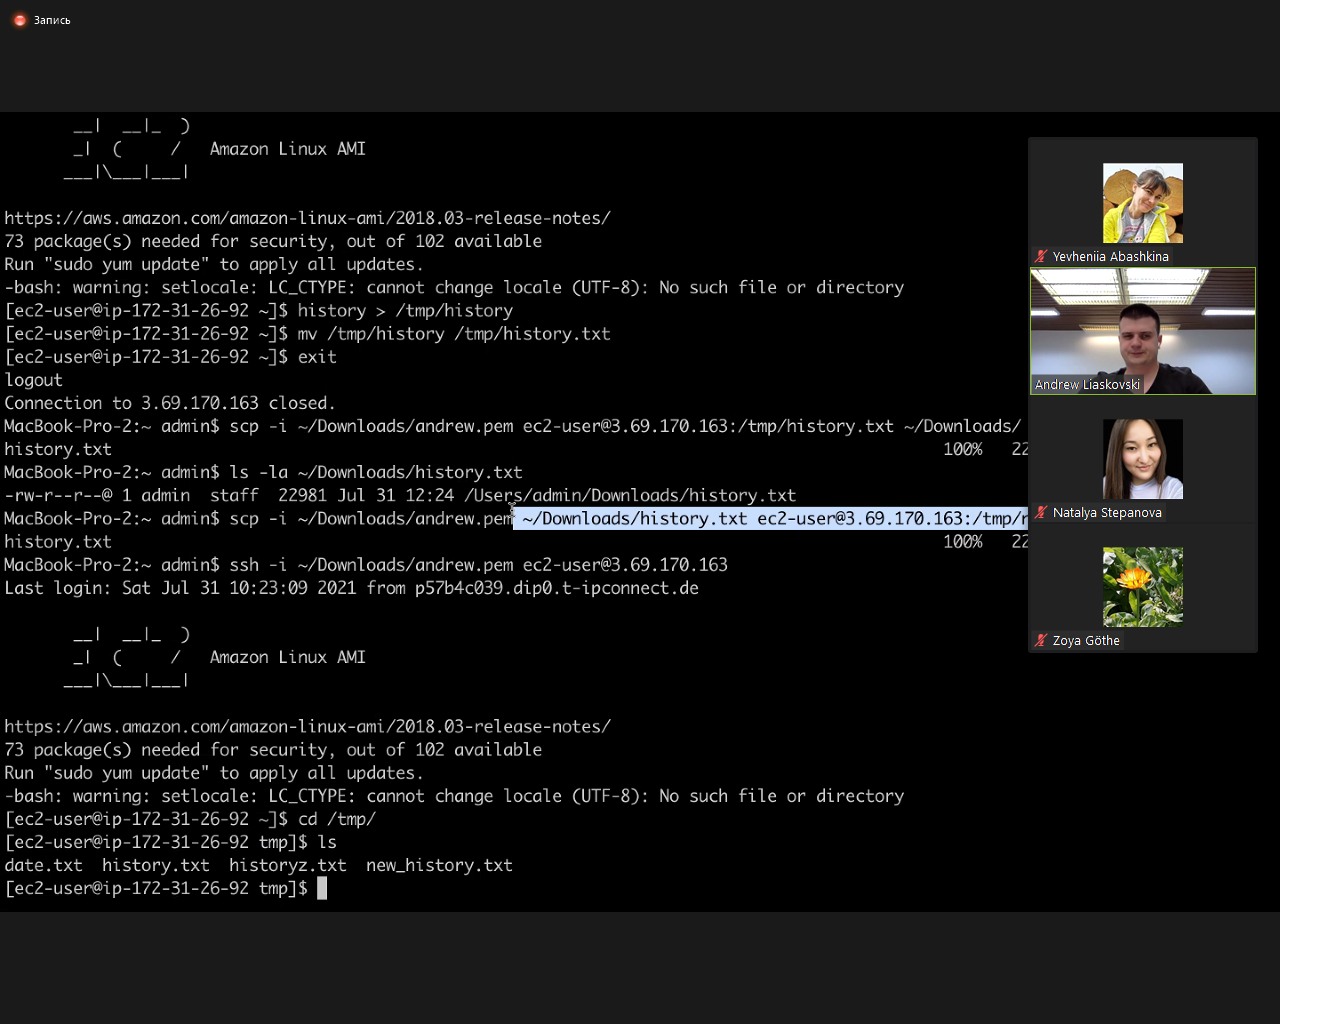 Запись
__|  __|_  )
_|  (     /   Amazon Linux AMI
___|\___|___|
https://aws.amazon.com/amazon-linux-ami/2018.03-release-notes/
73 package(s) needed for security, out of 102 available
Run "sudo yum update" to apply all updates.
-bash: warning: setlocale: LC_CTYPE: cannot change locale (UTF-8): No such file or directory
[ec2-user@ip-172-31-26-92 ~]$ history > /tmp/history
[ec2-user@ip-172-31-26-92 ~]$ mv /tmp/history /tmp/history.txt
[ec2-user@ip-172-31-26-92 ~]$ exit
logout
Connection to 3.69.170.163 closed.
MacBook-Pro-2:~ admin$ scp -i ~/Downloads/andrew.pem ec2-user@3.69.170.163:/tmp/history.txt ~/Downloads/
history.txt 100% 22
MacBook-Pro-2:~ admin$ ls -la ~/Downloads/history.txt
-rw-r--r--@ 1 admin  staff  22981 Jul 31 12:24 /Users/admin/Downloads/history.txt
MacBook-Pro-2:~ admin$ scp -i ~/Downloads/andrew.pem ~/Downloads/history.txt ec2-user@3.69.170.163:/tmp/
history.txt 100% 22
MacBook-Pro-2:~ admin$ ssh -i ~/Downloads/andrew.pem ec2-user@3.69.170.163
Last login: Sat Jul 31 10:23:09 2021 from p57b4c039.dip0.t-ipconnect.de
__|  __|_  )
_|  (     /   Amazon Linux AMI
___|\___|___|
https://aws.amazon.com/amazon-linux-ami/2018.03-release-notes/
73 package(s) needed for security, out of 102 available
Run "sudo yum update" to apply all updates.
-bash: warning: setlocale: LC_CTYPE: cannot change locale (UTF-8): No such file or directory
[ec2-user@ip-172-31-26-92 ~]$ cd /tmp/
[ec2-user@ip-172-31-26-92 tmp]$ ls
date.txt  history.txt  historyz.txt  new_history.txt
[ec2-user@ip-172-31-26-92 tmp]$
Yevheniia Abashkina
Andrew Liaskovski
Natalya Stepanova
Zoya Göthe